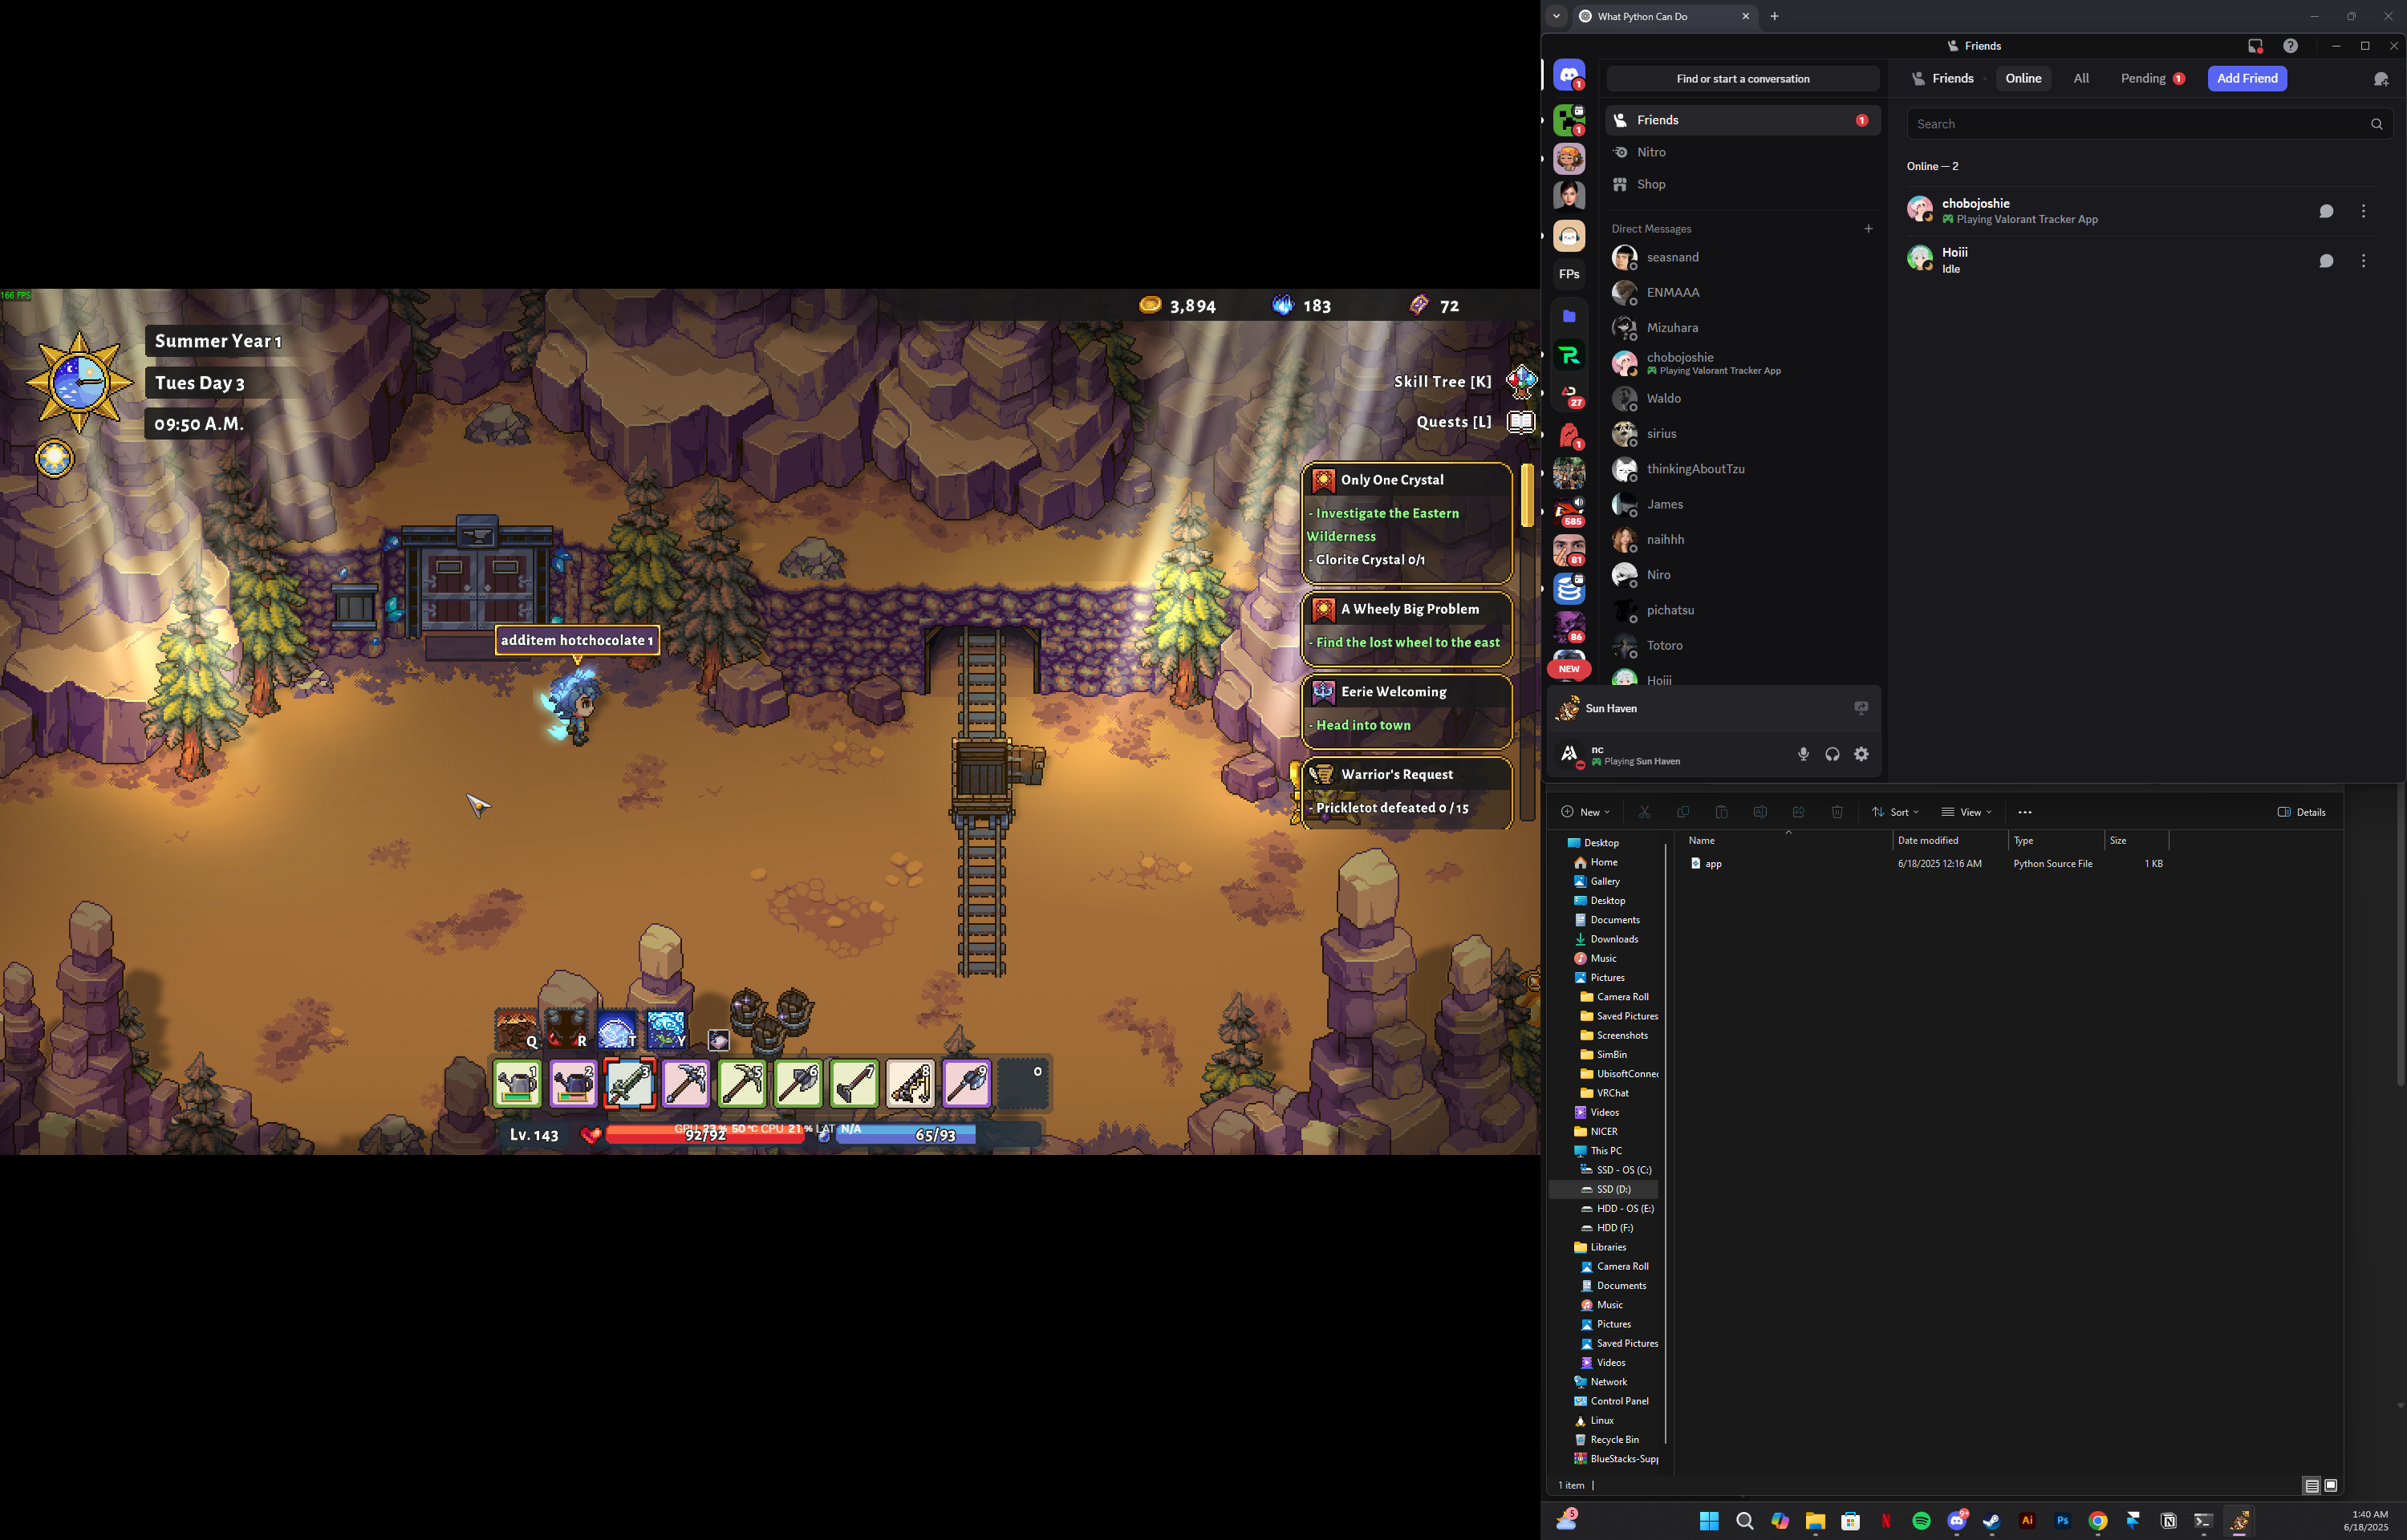 166 FPS
Summer Year 1
Tues Day 3
09:50 A.M.
3,894
183
72
Skill Tree [K]
Quests [L]
Only One Crystal
- Investigate the Eastern
Wilderness
- Glorite Crystal 0/1
A Wheely Big Problem
- Find the lost wheel to the east
Eerie Welcoming
- Head into town
Warrior's Request
- Prickletot defeated 0 / 15
additem hotchocolate 1
Q
R
T
Y
1
2
3
4
5
6
7
8
9
0
Lv. 143
92/92
GPU 23 % 50 °C CPU 21 % LAT N/A
65/93
What Python Can Do
Friends
Find or start a conversation
Friends
Online
All
Pending 1
Add Friend
Friends 1
Nitro
Shop
Direct Messages
seasnand
ENMAAA
Mizuhara
chobojoshie
Playing Valorant Tracker App
Waldo
sirius
thinkingAboutTzu
James
naihhh
Niro
pichatsu
Totoro
Hoiii
1
1
FPs
27
1
585
81
86
NEW
Sun Haven
nc
Playing Sun Haven
Search
Online — 2
chobojoshie
Playing Valorant Tracker App
Hoiii
Idle
New
Sort
View
Details
Name
Date modified
Type
Size
app
6/18/2025 12:16 AM
Python Source File
1 KB
Desktop
Home
Gallery
Desktop
Documents
Downloads
Music
Pictures
Camera Roll
Saved Pictures
Screenshots
SimBin
UbisoftConnec
VRChat
Videos
NICER
This PC
SSD - OS (C:)
SSD (D:)
HDD - OS (E:)
HDD (F:)
Libraries
Camera Roll
Documents
Music
Pictures
Saved Pictures
Videos
Network
Control Panel
Linux
Recycle Bin
BlueStacks-Supp
1 item
5
N
9+
Ai
Ps
1:40 AM
6/18/2025